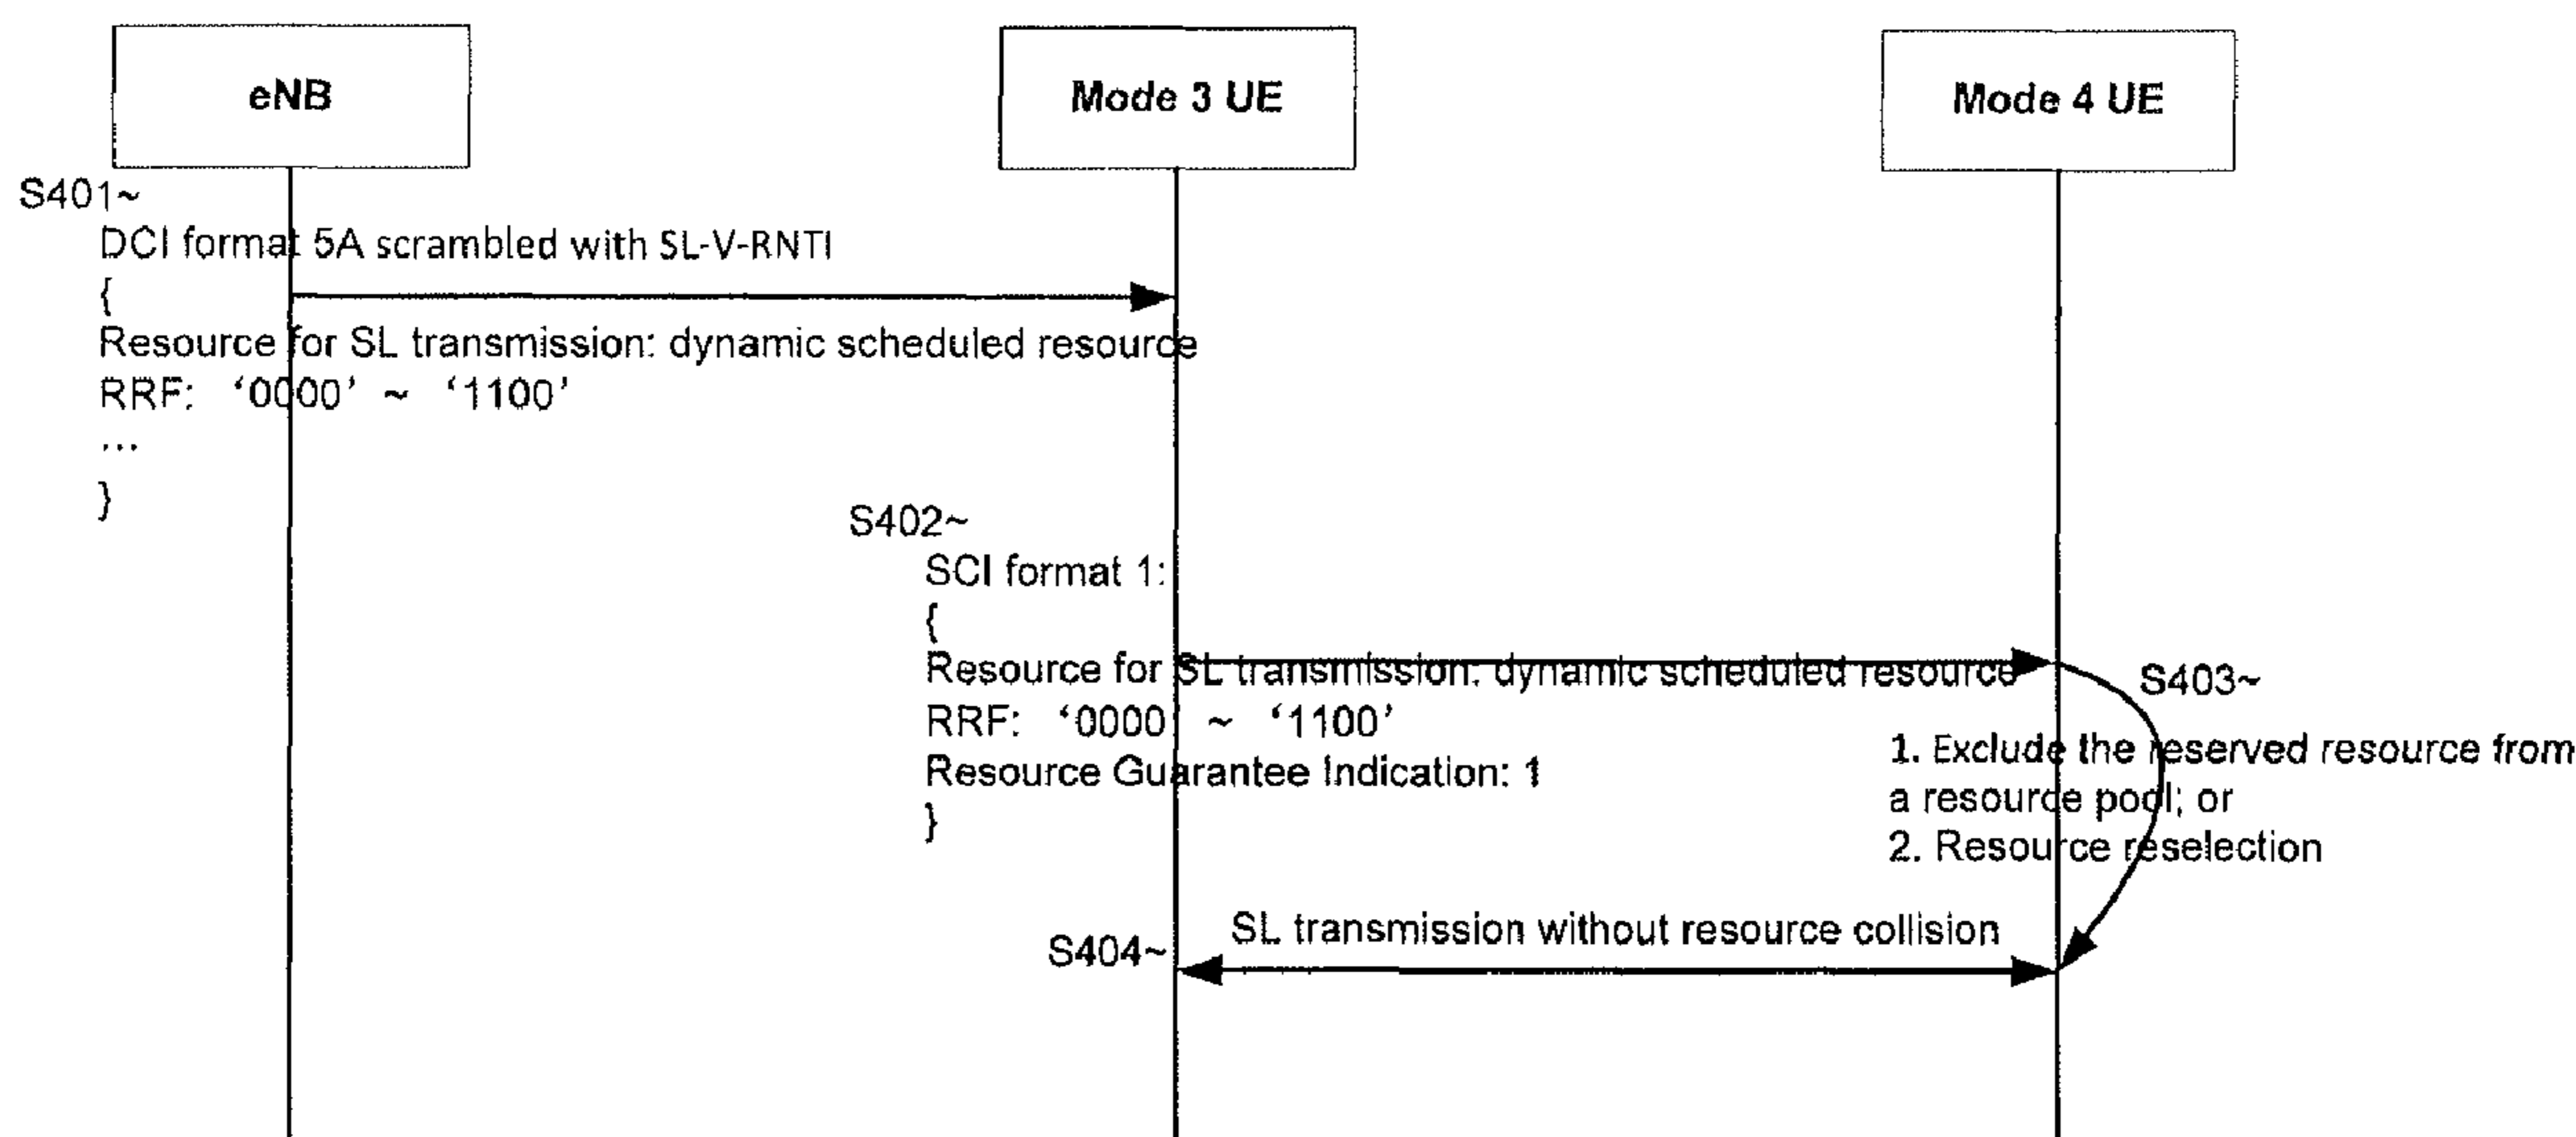 eNB
Mode 3 UE
Mode 4 UE
S401~
DCI format 5A scrambled with SL-V-RNTI
{
Resource for SL transmission: dynamic scheduled resource
RRF: ‘0000’ ~ ‘1100’
...
}
S402~
SCI format 1:
{
Resource for SL transmission: dynamic scheduled resource
RRF: ‘0000’ ~ ‘1100’
Resource Guarantee Indication: 1
}
S403~
1. Exclude the reserved resource from
a resource pool; or
2. Resource reselection
S404~
SL transmission without resource collision